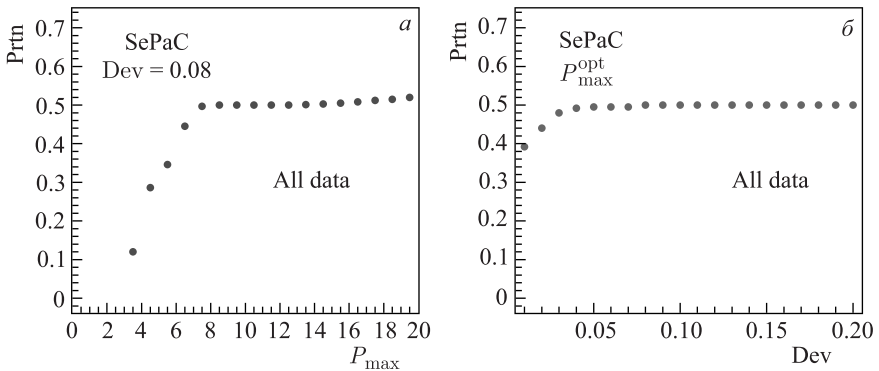 Prtn
0.7
0.6
0.5
0.4
0.3
0.2
0.1
0
SePaC
Dev = 0.08
а
All data
0 2 4 6 8 10 12 14 16 18 20
P_max
Prtn
0.7
0.6
0.5
0.4
0.3
0.2
0.1
0
SePaC
P_max^opt
б
All data
0.05 0.10 0.15 0.20
Dev